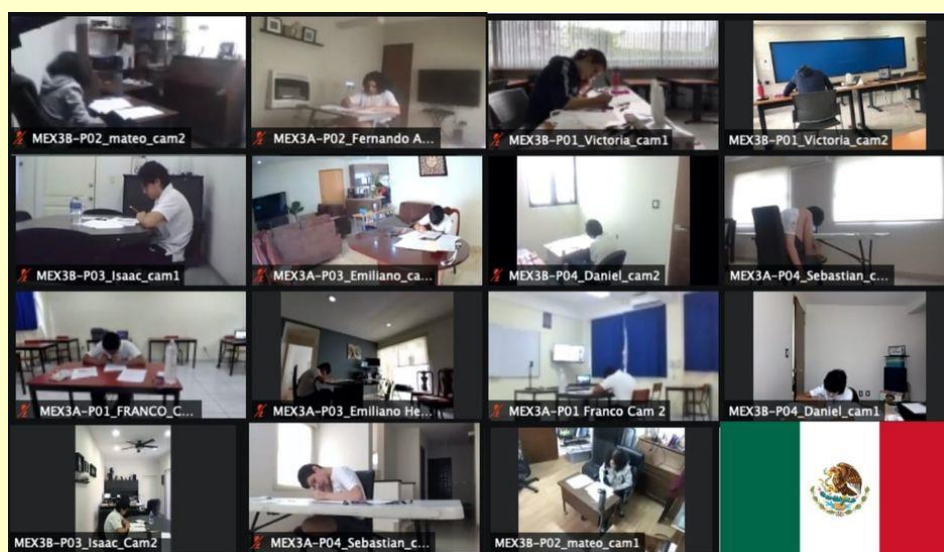 MEX3B-P02_mateo_cam2
MEX3A-P02_Fernando A...
MEX3B-P01_Victoria_cam1
MEX3B-P01_Victoria_cam2
MEX3B-P03_Isaac_cam1
MEX3A-P03_Emiliano_ca...
MEX3B-P04_Daniel_cam2
MEX3A-P04_Sebastian_c...
MEX3A-P01_FRANCO_C...
MEX3A-P03_Emiliano He...
MEX3A-P01 Franco Cam 2
MEX3B-P04_Daniel_cam1
MEX3B-P03_Isaac_Cam2
MEX3A-P04_Sebastian_c...
MEX3B-P02_mateo_cam1